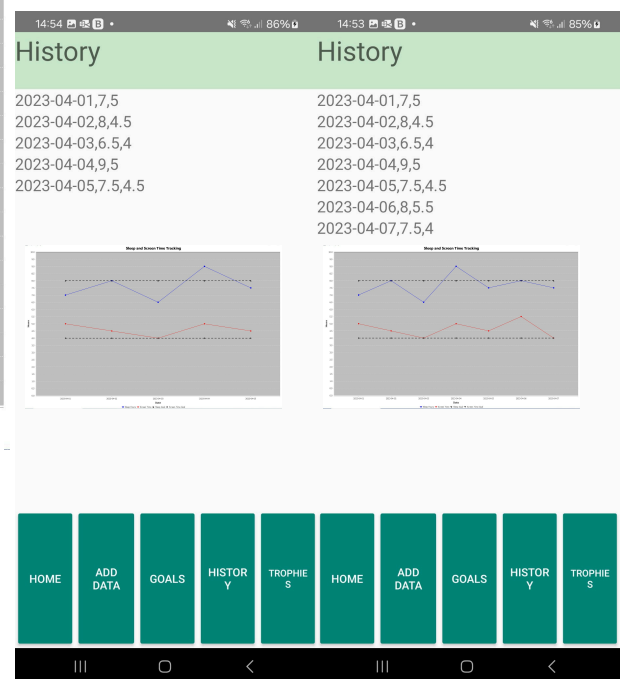 14:54 B • 86%
History
2023-04-01,7,5
2023-04-02,8,4.5
2023-04-03,6.5,4
2023-04-04,9,5
2023-04-05,7.5,4.5
Sleep and Screen Time Tracking
HOME
ADD
DATA
GOALS
HISTOR
Y
TROPHIE
S
14:53 B • 85%
History
2023-04-01,7,5
2023-04-02,8,4.5
2023-04-03,6.5,4
2023-04-04,9,5
2023-04-05,7.5,4.5
2023-04-06,8,5.5
2023-04-07,7.5,4
Sleep and Screen Time Tracking
HOME
ADD
DATA
GOALS
HISTOR
Y
TROPHIE
S